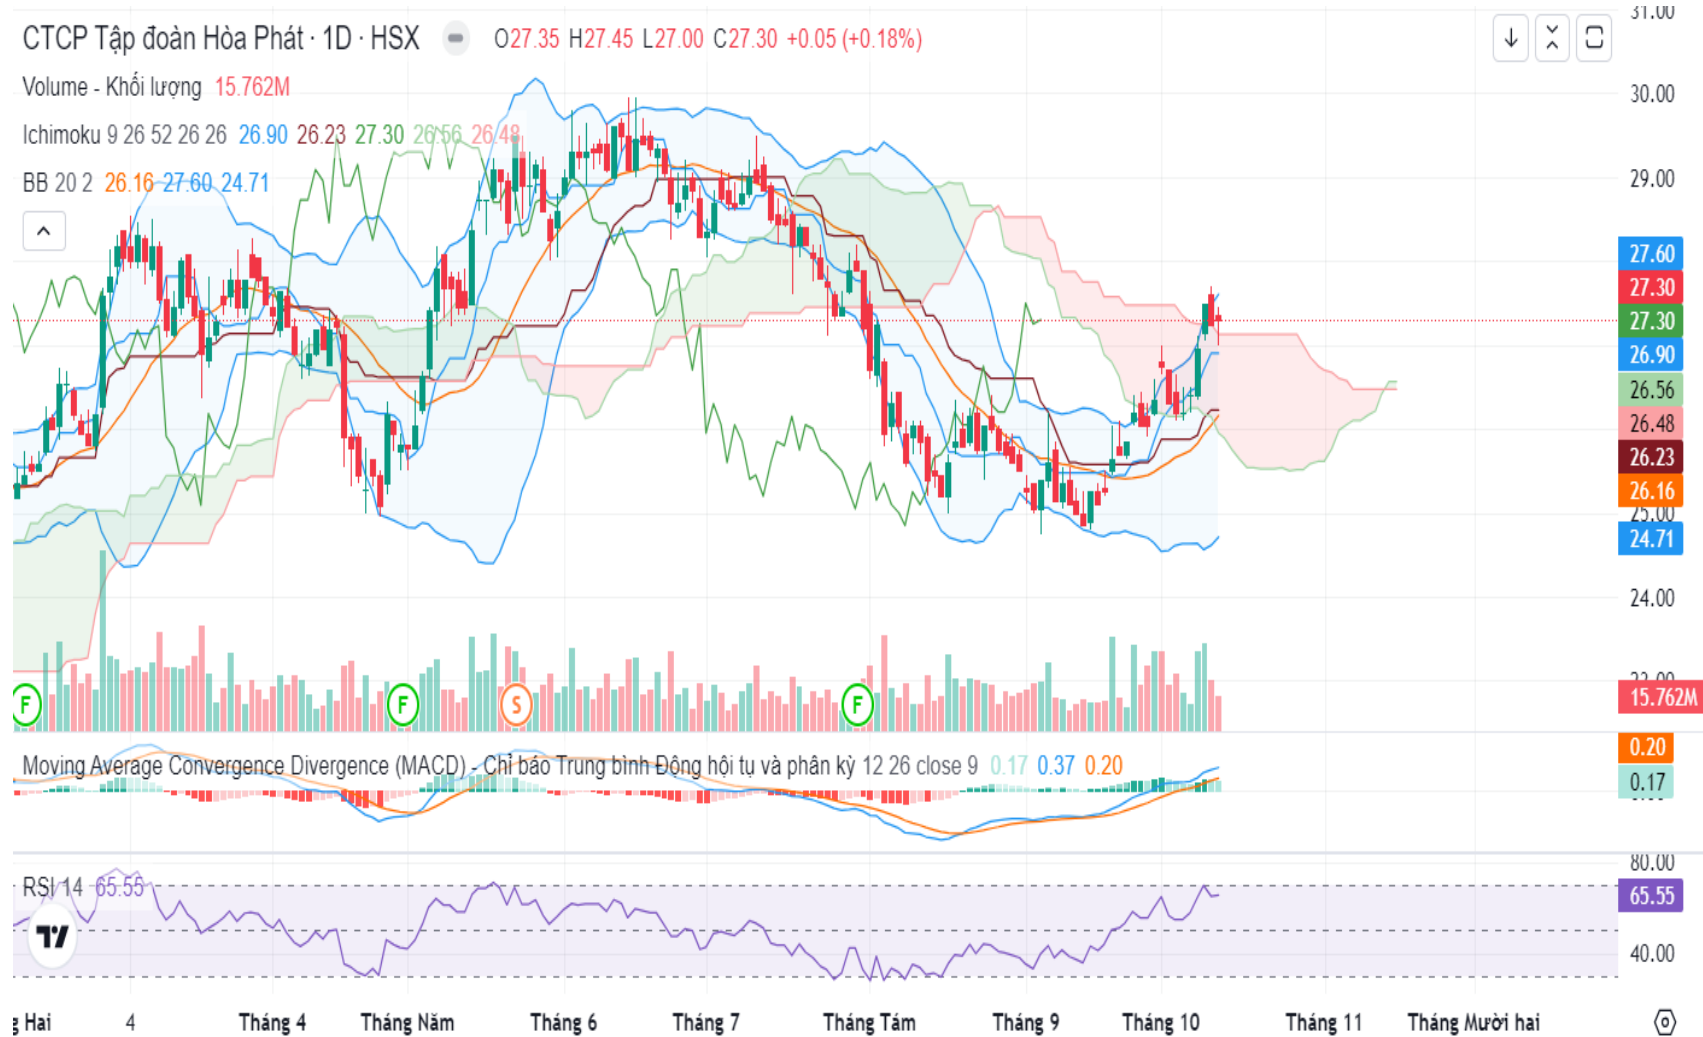 CTCP Tập đoàn Hòa Phát · 1D · HSX O27.35 H27.45 L27.00 C27.30 +0.05 (+0.18%)
Volume - Khối lượng 15.762M
Ichimoku 9 26 52 26 26 26.90 26.23 27.30 26.56 26.48
BB 20 2 26.16 27.60 24.71
31.00
30.00
29.00
27.60
27.30
27.30
26.90
26.56
26.48
26.23
26.16
25.00
24.71
24.00
15.762M
F F S F
Moving Average Convergence Divergence (MACD) - Chỉ báo Trung bình Động hội tụ và phân kỳ 12 26 close 9 0.17 0.37 0.20
0.20
0.17
RSI 14 65.55
80.00
65.55
40.00
g Hai 4 Tháng 4 Tháng Năm Tháng 6 Tháng 7 Tháng Tám Tháng 9 Tháng 10 Tháng 11 Tháng Mười hai